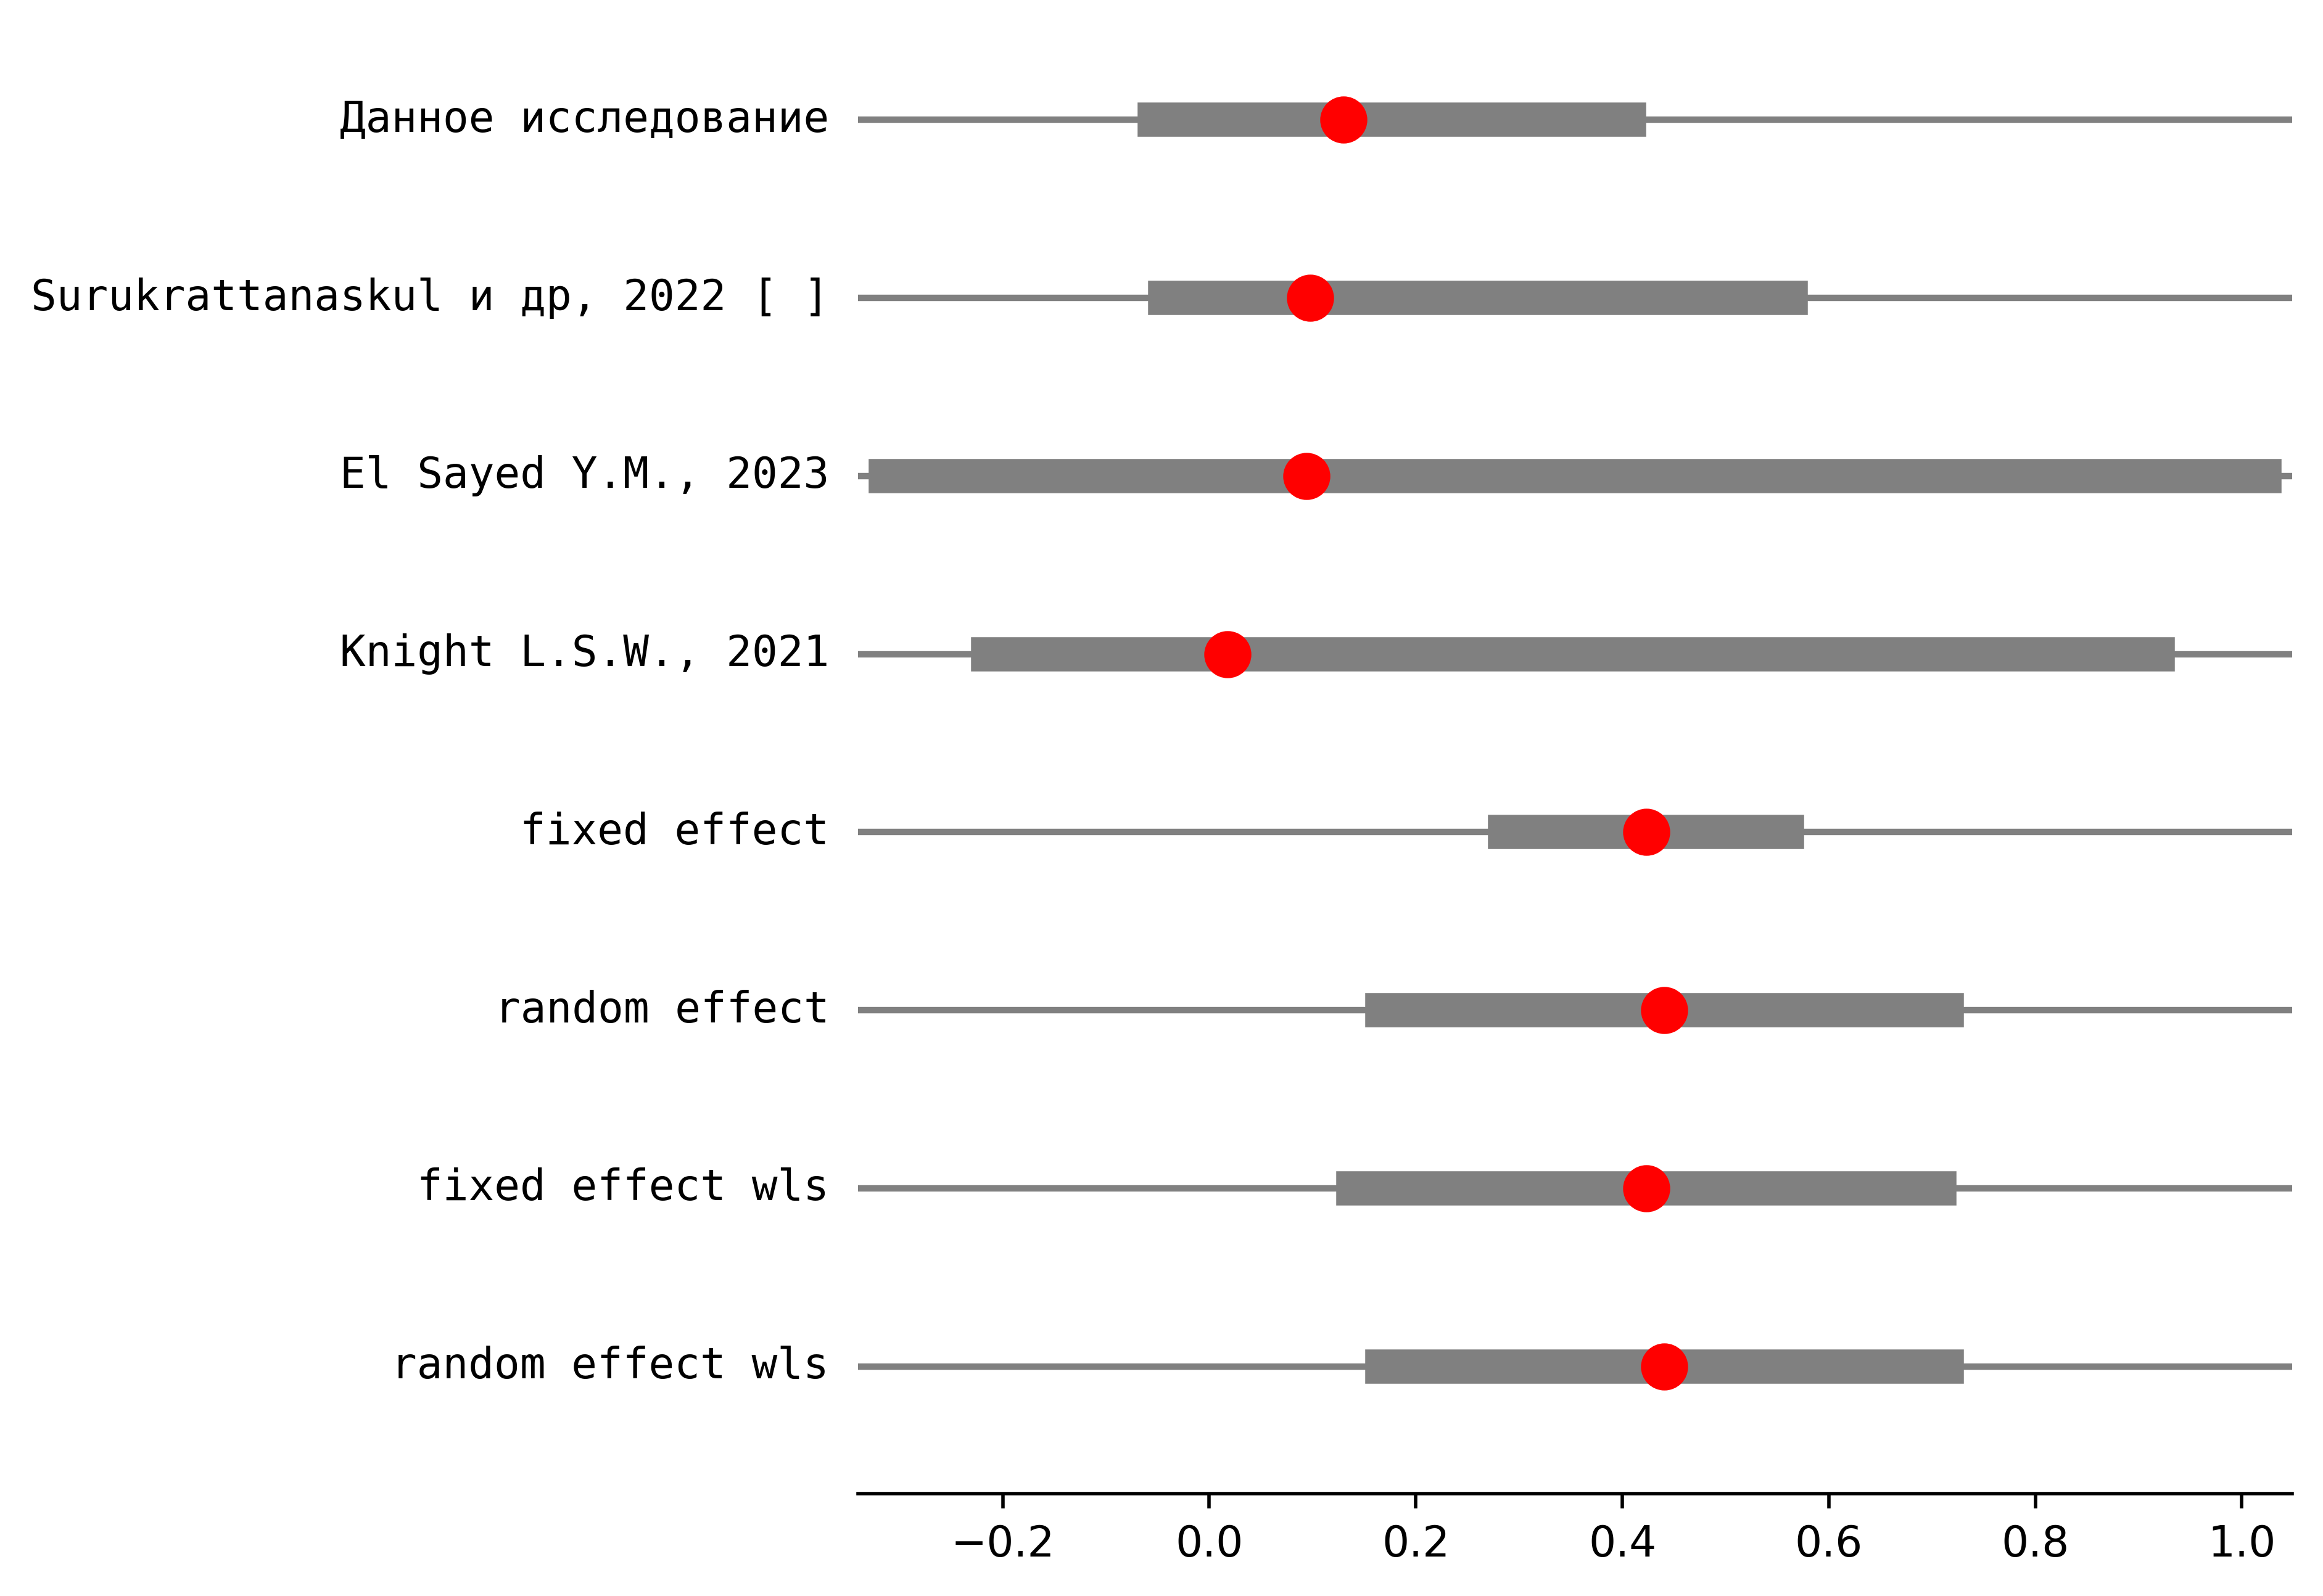 Данное исследование
Surukrattanaskul и др, 2022 [ ]
El Sayed Y.M., 2023
Knight L.S.W., 2021
fixed effect
random effect
fixed effect wls
random effect wls
−0.2 0.0 0.2 0.4 0.6 0.8 1.0